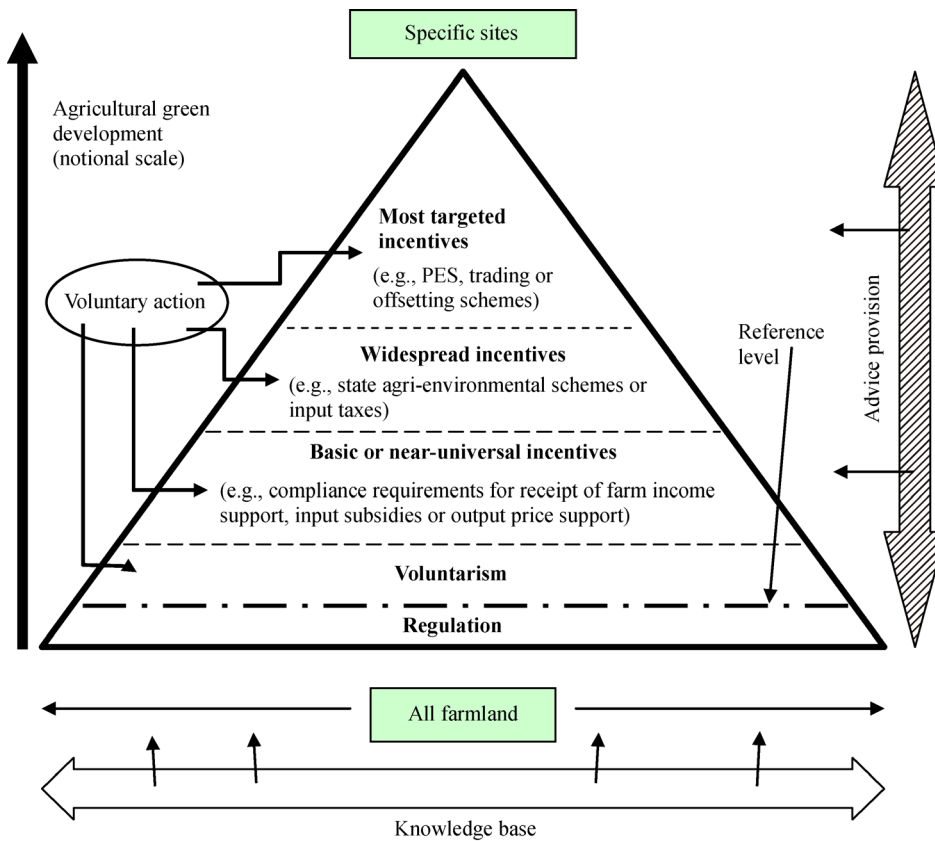 Specific sites
Agricultural green
development
(notional scale)
Most targeted
incentives
(e.g., PES, trading or
offsetting schemes)
Voluntary action
Reference
level
Widespread incentives
(e.g., state agri-environmental schemes or
input taxes)
Advice provision
Basic or near-universal incentives
(e.g., compliance requirements for receipt of farm income
support, input subsidies or output price support)
Voluntarism
Regulation
All farmland
Knowledge base